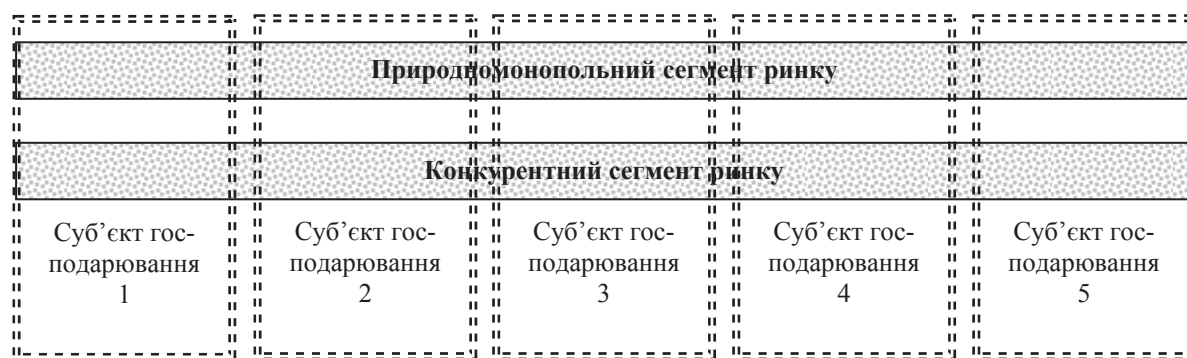 Природномонопольний сегмент ринку
Конкурентний сегмент ринку
Суб’єкт гос-
подарювання
1
Суб’єкт гос-
подарювання
2
Суб’єкт гос-
подарювання
3
Суб’єкт гос-
подарювання
4
Суб’єкт гос-
подарювання
5